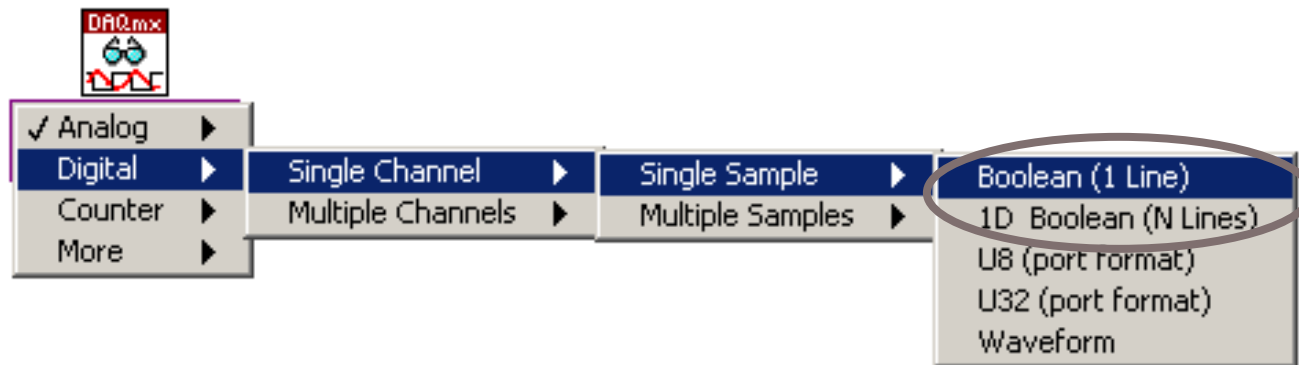 DAQmx
✓ Analog
Digital
Counter
More
Single Channel
Multiple Channels
Single Sample
Multiple Samples
Boolean (1 Line)
1D Boolean (N Lines)
U8 (port format)
U32 (port format)
Waveform